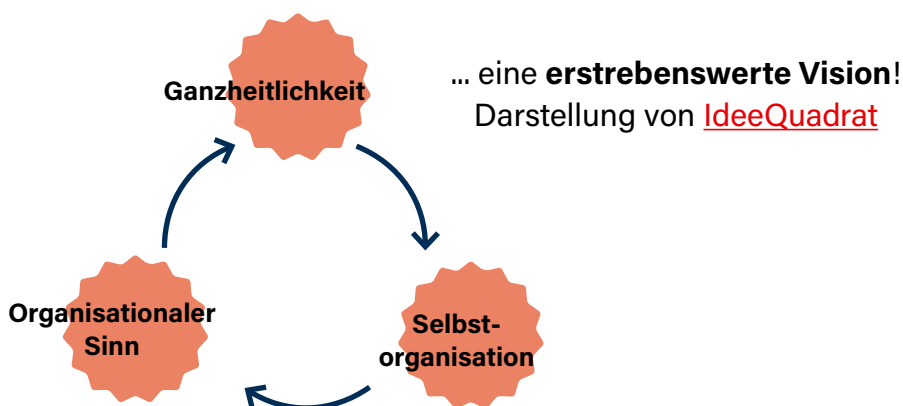 Ganzheitlichkeit
... eine erstrebenswerte Vision!
Darstellung von IdeeQuadrat
Organisationaler
Sinn
Selbst-
organisation